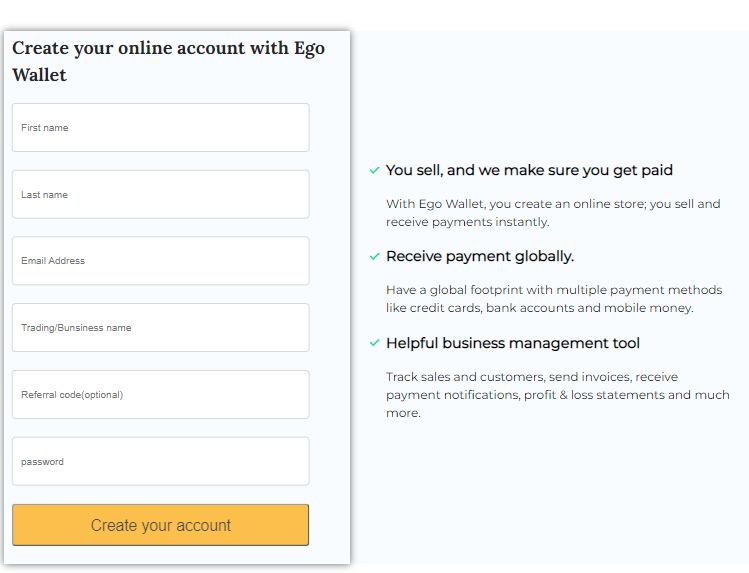 Create your online account with Ego
Wallet
First name
Last name
Email Address
Trading/Bunsiness name
Referral code(optional)
password
Create your account
You sell, and we make sure you get paid
With Ego Wallet, you create an online store; you sell and
receive payments instantly.
Receive payment globally.
Have a global footprint with multiple payment methods
like credit cards, bank accounts and mobile money.
Helpful business management tool
Track sales and customers, send invoices, receive
payment notifications, profit & loss statements and much
more.